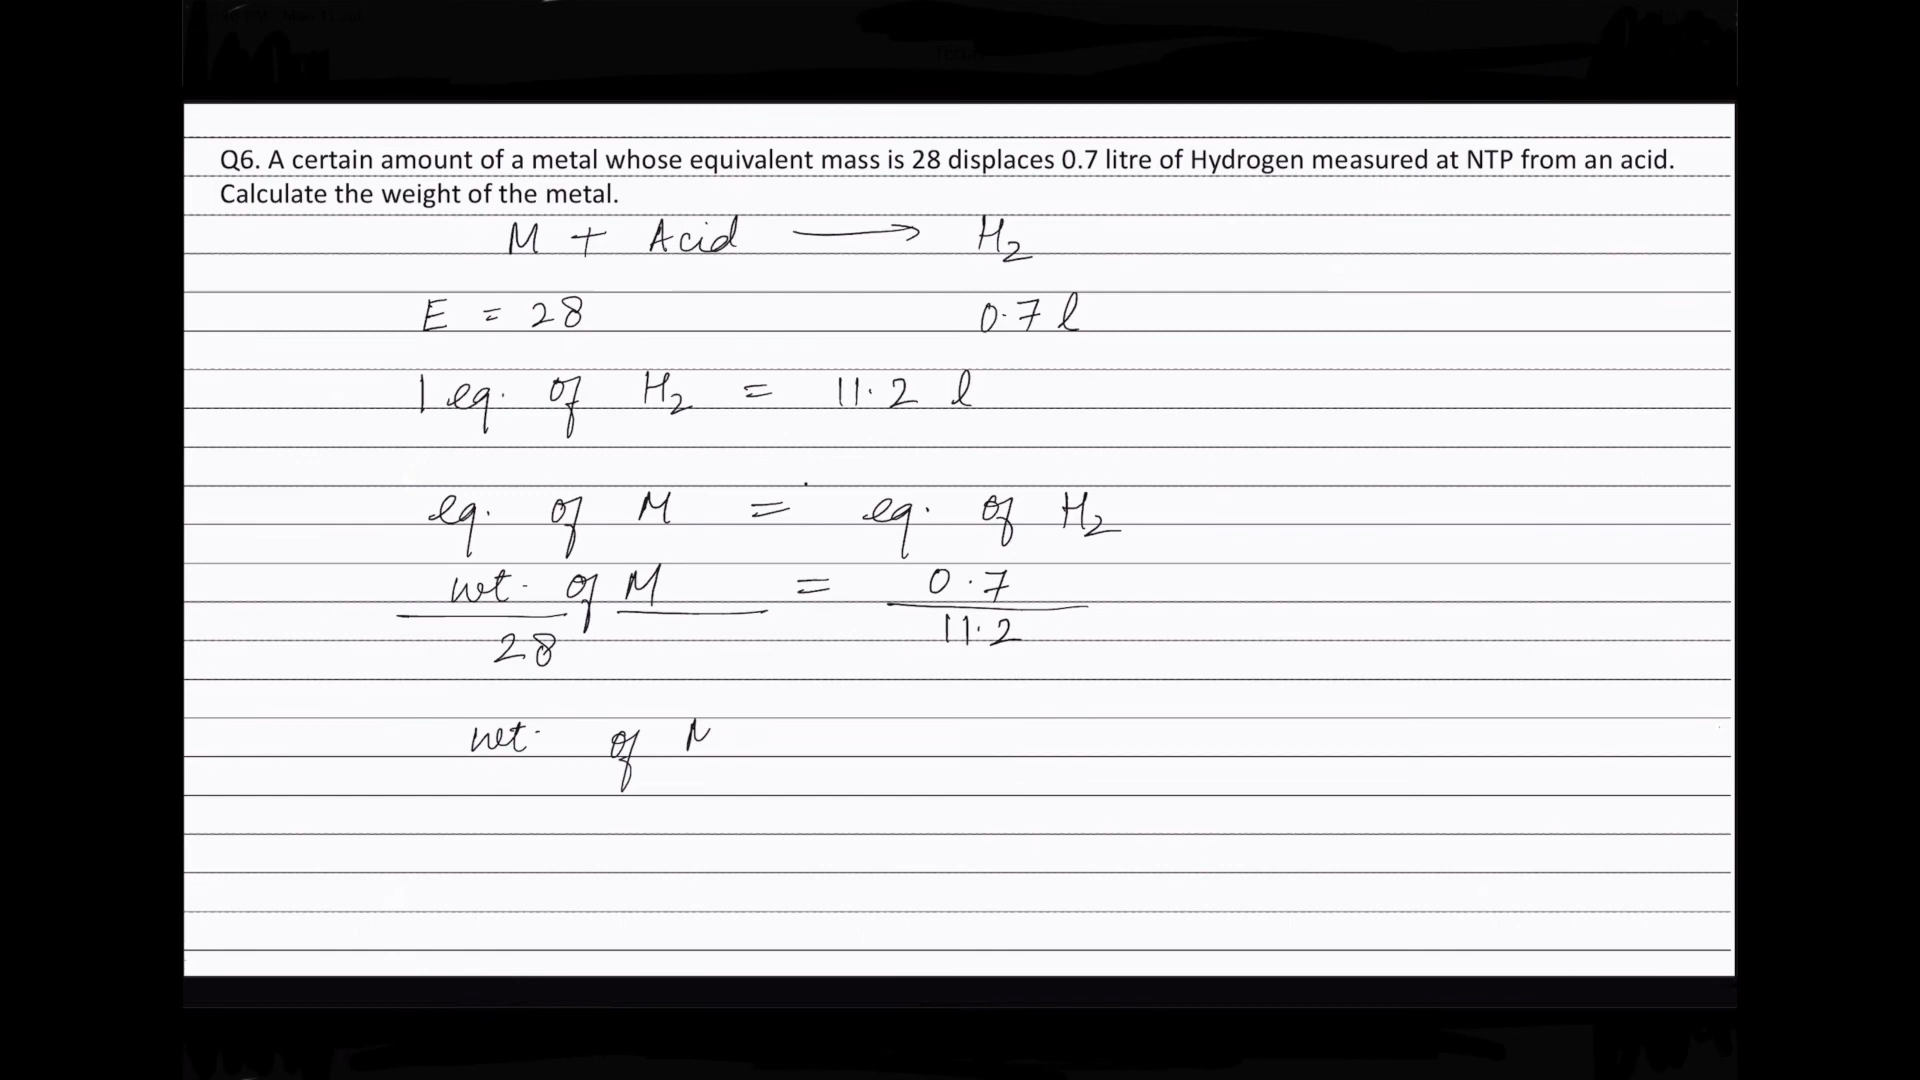 Q6. A certain amount of a metal whose equivalent mass is 28 displaces 0.7 litre of Hydrogen measured at NTP from an acid.
Calculate the weight of the metal.
M + Acid ⟶ H₂
E = 28 0.7 l
1 eq. of H₂ = 11.2 l
eq. of M = eq. of H₂
wt. of M = 0.7
28 11.2
wt. of M